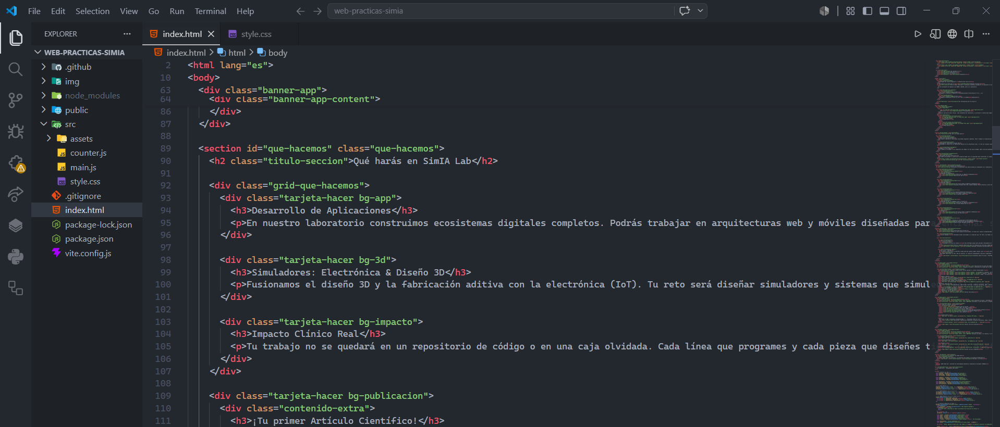 File Edit Selection View Go Run Terminal Help
web-practicas-simia
EXPLORER
index.html
style.css
WEB-PRACTICAS-SIMIA
.github
img
node_modules
public
src
assets
counter.js
main.js
style.css
.gitignore
index.html
package-lock.json
package.json
vite.config.js
index.html > html > body
2 <html lang="es">
10 <body>
63 <div class="banner-app">
64 <div class="banner-app-content">
86 </div>
87 </div>
88
89 <section id="que-hacemos" class="que-hacemos">
90 <h2 class="titulo-seccion">Qué harás en SimIA Lab</h2>
91
92 <div class="grid-que-hacemos">
93 <div class="tarjeta-hacer bg-app">
94 <h3>Desarrollo de Aplicaciones</h3>
95 <p>En nuestro laboratorio construimos ecosistemas digitales completos. Podrás trabajar en arquitecturas web y móviles diseñadas para entrenar s
96 </div>
97
98 <div class="tarjeta-hacer bg-3d">
99 <h3>Simuladores: Electrónica & Diseño 3D</h3>
100 <p>Fusionamos el diseño 3D y la fabricación aditiva con la electrónica (IoT). Tu reto será diseñar simuladores y sistemas que simule
101 </div>
102
103 <div class="tarjeta-hacer bg-impacto">
104 <h3>Impacto Clínico Real</h3>
105 <p>Tu trabajo no se quedará en un repositorio de código o en una caja olvidada. Cada línea que programes y cada pieza que diseñes ti
106 </div>
107 </div>
108
109 <div class="tarjeta-hacer bg-publicacion">
110 <div class="contenido-extra">
111 <h3>¡Tu primer Artículo Científico!</h3>